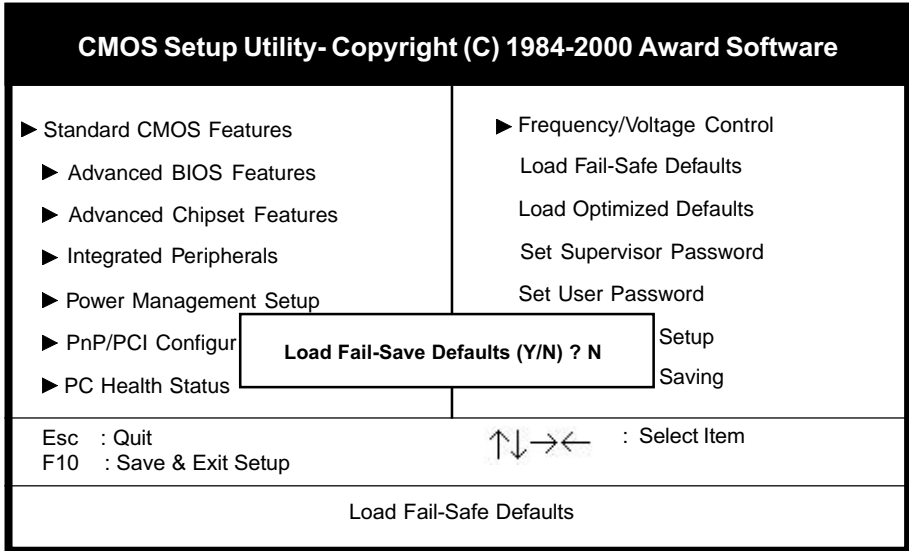 CMOS Setup Utility- Copyright (C) 1984-2000 Award Software
▶ Standard CMOS Features
▶ Advanced BIOS Features
▶ Advanced Chipset Features
▶ Integrated Peripherals
▶ Power Management Setup
▶ PnP/PCI Configur
▶ PC Health Status
▶ Frequency/Voltage Control
Load Fail-Safe Defaults
Load Optimized Defaults
Set Supervisor Password
Set User Password
Setup
Saving
Load Fail-Save Defaults (Y/N) ? N
Esc : Quit
F10 : Save & Exit Setup
↑↓→← : Select Item
Load Fail-Safe Defaults